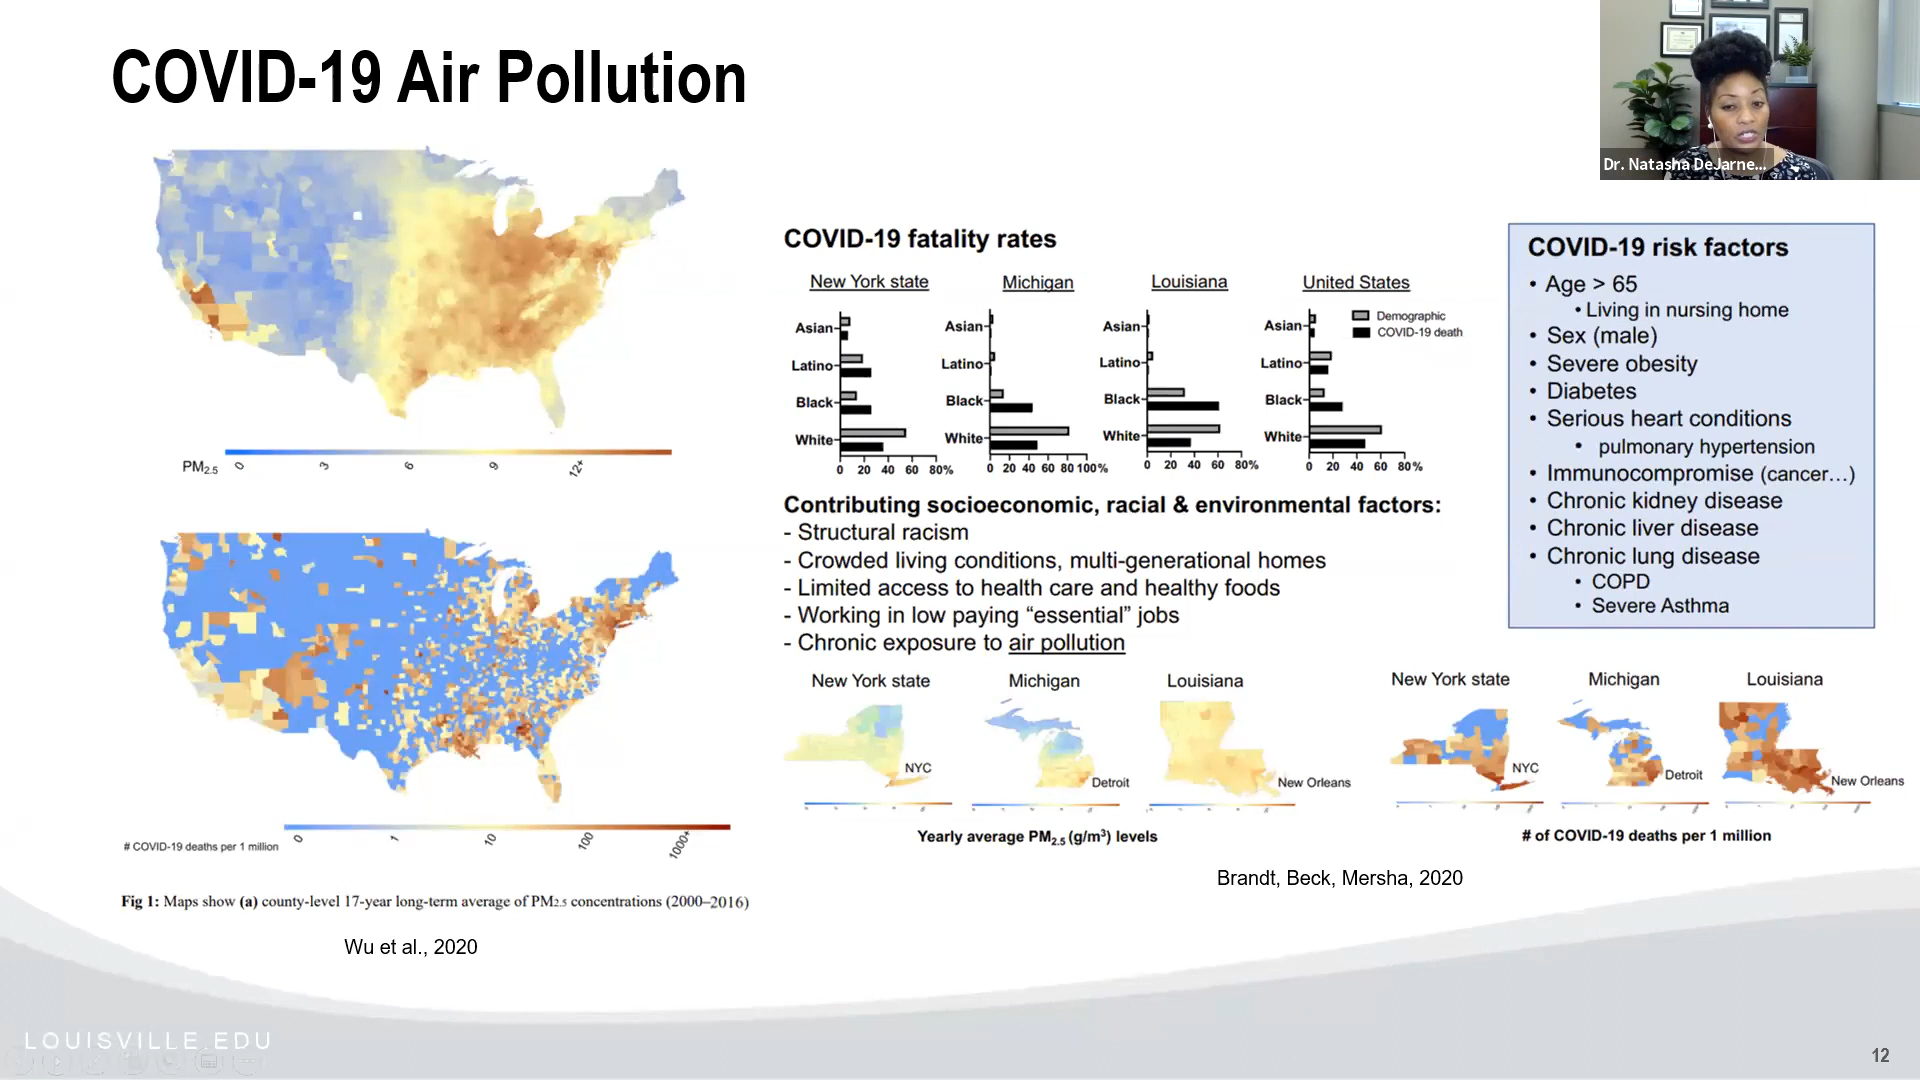 COVID-19 Air Pollution
Dr. Natasha DeJarne...
PM2.5
0 3 6 9 12+
# COVID-19 deaths per 1 million
0 1 10 100 1000+
Fig 1: Maps show (a) county-level 17-year long-term average of PM2.5 concentrations (2000–2016)
Wu et al., 2020
COVID-19 fatality rates
New York state Michigan Louisiana United States
Demographic
COVID-19 death
Asian Asian Asian Asian
Latino Latino Latino Latino
Black Black Black Black
White White White White
0 20 40 60 80% 0 20 40 60 80 100% 0 20 40 60 80% 0 20 40 60 80%
Contributing socioeconomic, racial & environmental factors:
- Structural racism
- Crowded living conditions, multi-generational homes
- Limited access to health care and healthy foods
- Working in low paying “essential” jobs
- Chronic exposure to air pollution
New York state Michigan Louisiana
NYC Detroit New Orleans
Yearly average PM2.5 (g/m³) levels
COVID-19 risk factors
• Age > 65
• Living in nursing home
• Sex (male)
• Severe obesity
• Diabetes
• Serious heart conditions
• pulmonary hypertension
• Immunocompromise (cancer…)
• Chronic kidney disease
• Chronic liver disease
• Chronic lung disease
• COPD
• Severe Asthma
New York state Michigan Louisiana
NYC Detroit New Orleans
# of COVID-19 deaths per 1 million
Brandt, Beck, Mersha, 2020
LOUISVILLE.EDU
12